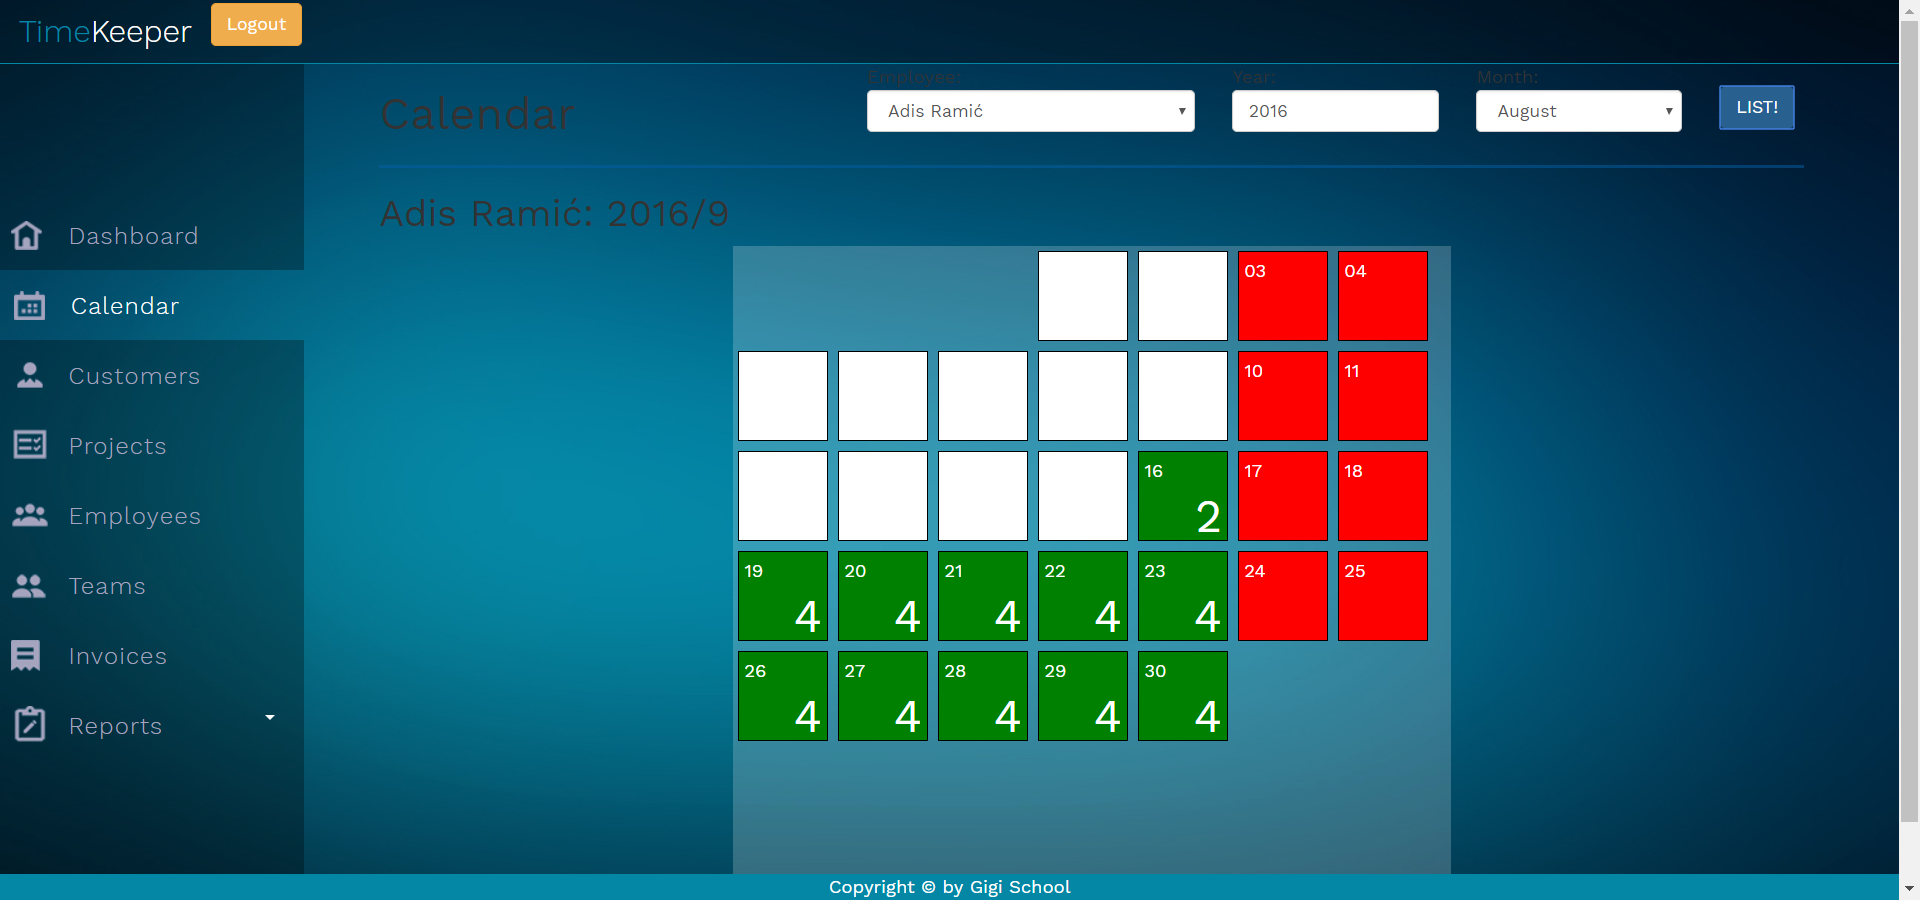 TimeKeeper Logout
Employee: Year: Month:
Calendar Adis Ramić 2016 August LIST!
Adis Ramić: 2016/9
Dashboard
Calendar
Customers
Projects
Employees
Teams
Invoices
Reports
03 04
10 11
16 17 18
2
19 20 21 22 23 24 25
4 4 4 4 4
26 27 28 29 30
4 4 4 4 4
Copyright © by Gigi School